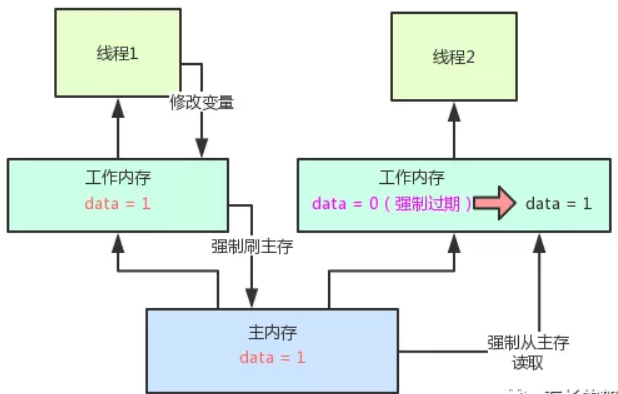 线程1
线程2
修改变量
工作内存
data = 1
工作内存
data = 0（强制过期）
data = 1
强制刷主存
主内存
data = 1
强制从主存
读取